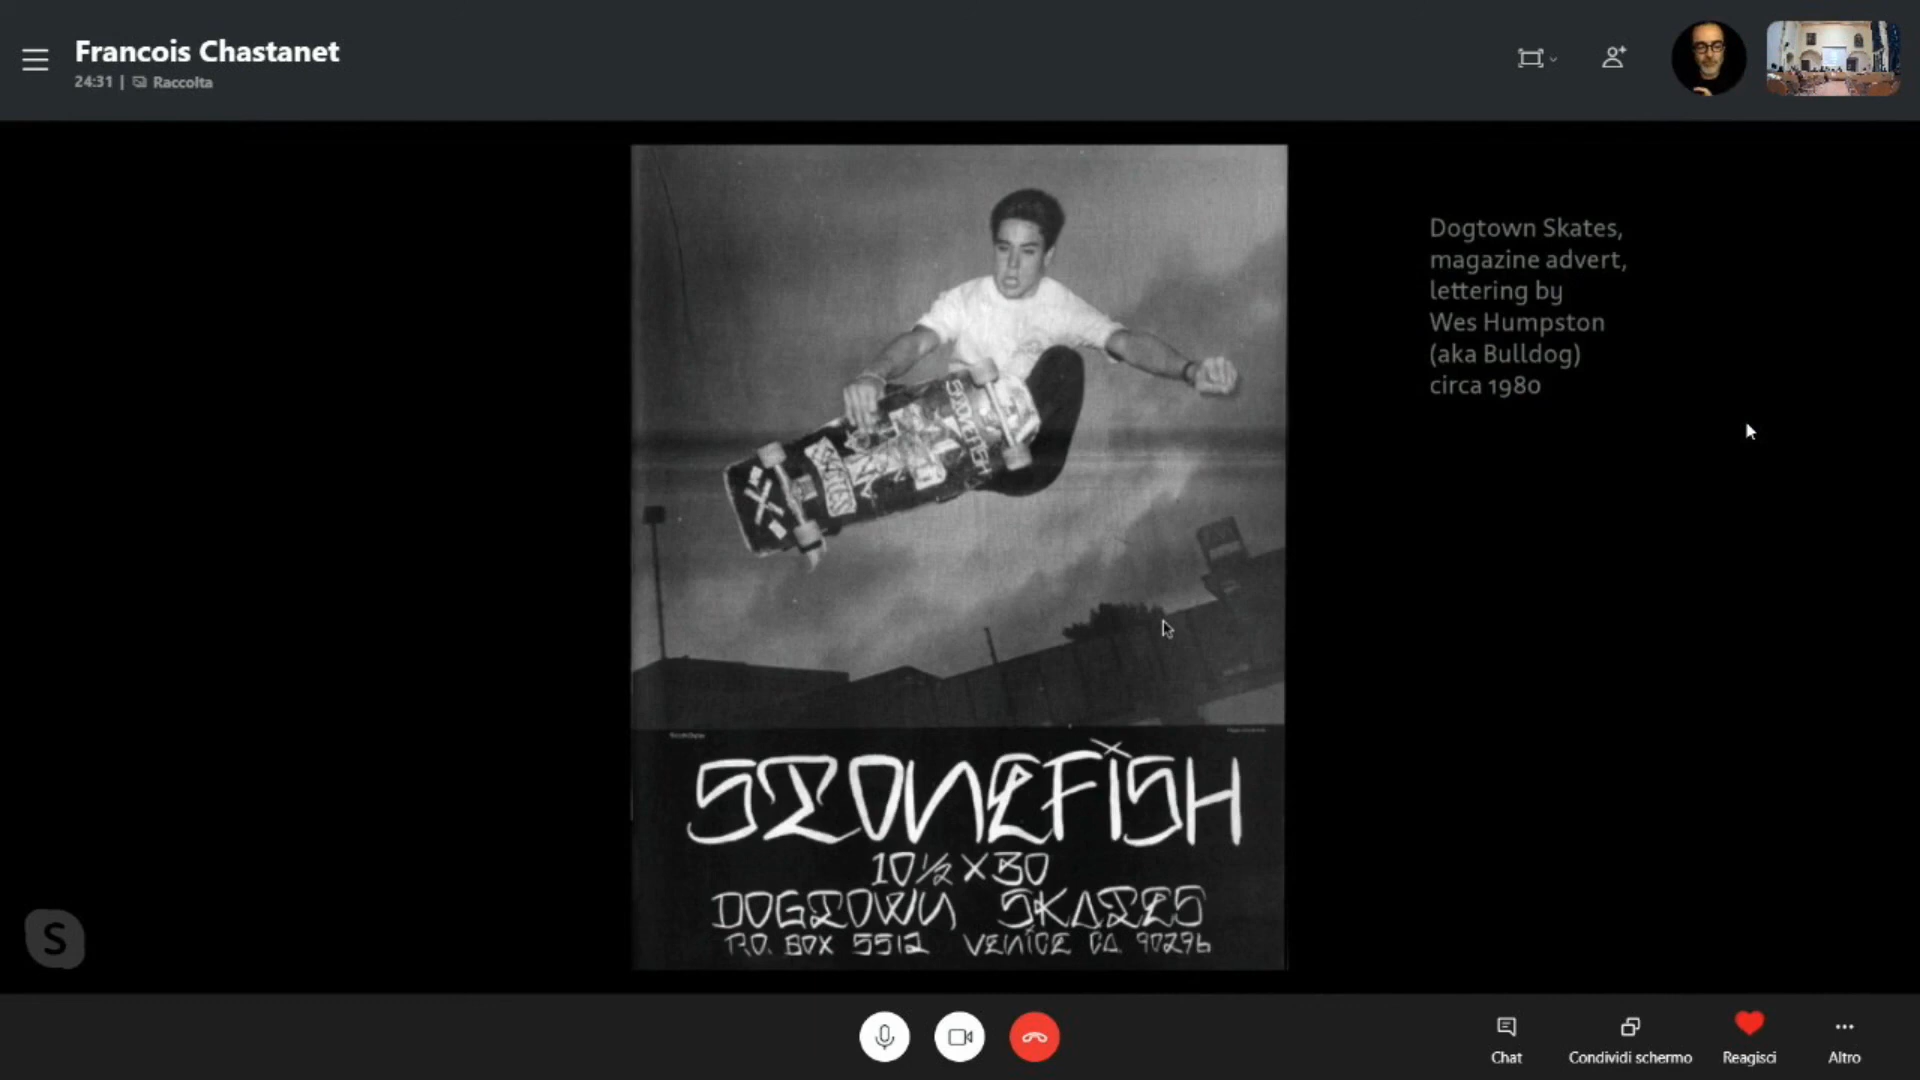 Francois Chastanet
24:31 | Raccolta
Dogtown Skates,
magazine advert,
lettering by
Wes Humpston
(aka Bulldog)
circa 1980
STONEFISH
STONEFiSH
10½ X 30
DOGTOWN SKATES
P.O. BOX 5512 VENiCE CA 90296
S
Chat
Condividi schermo
Reagisci
Altro